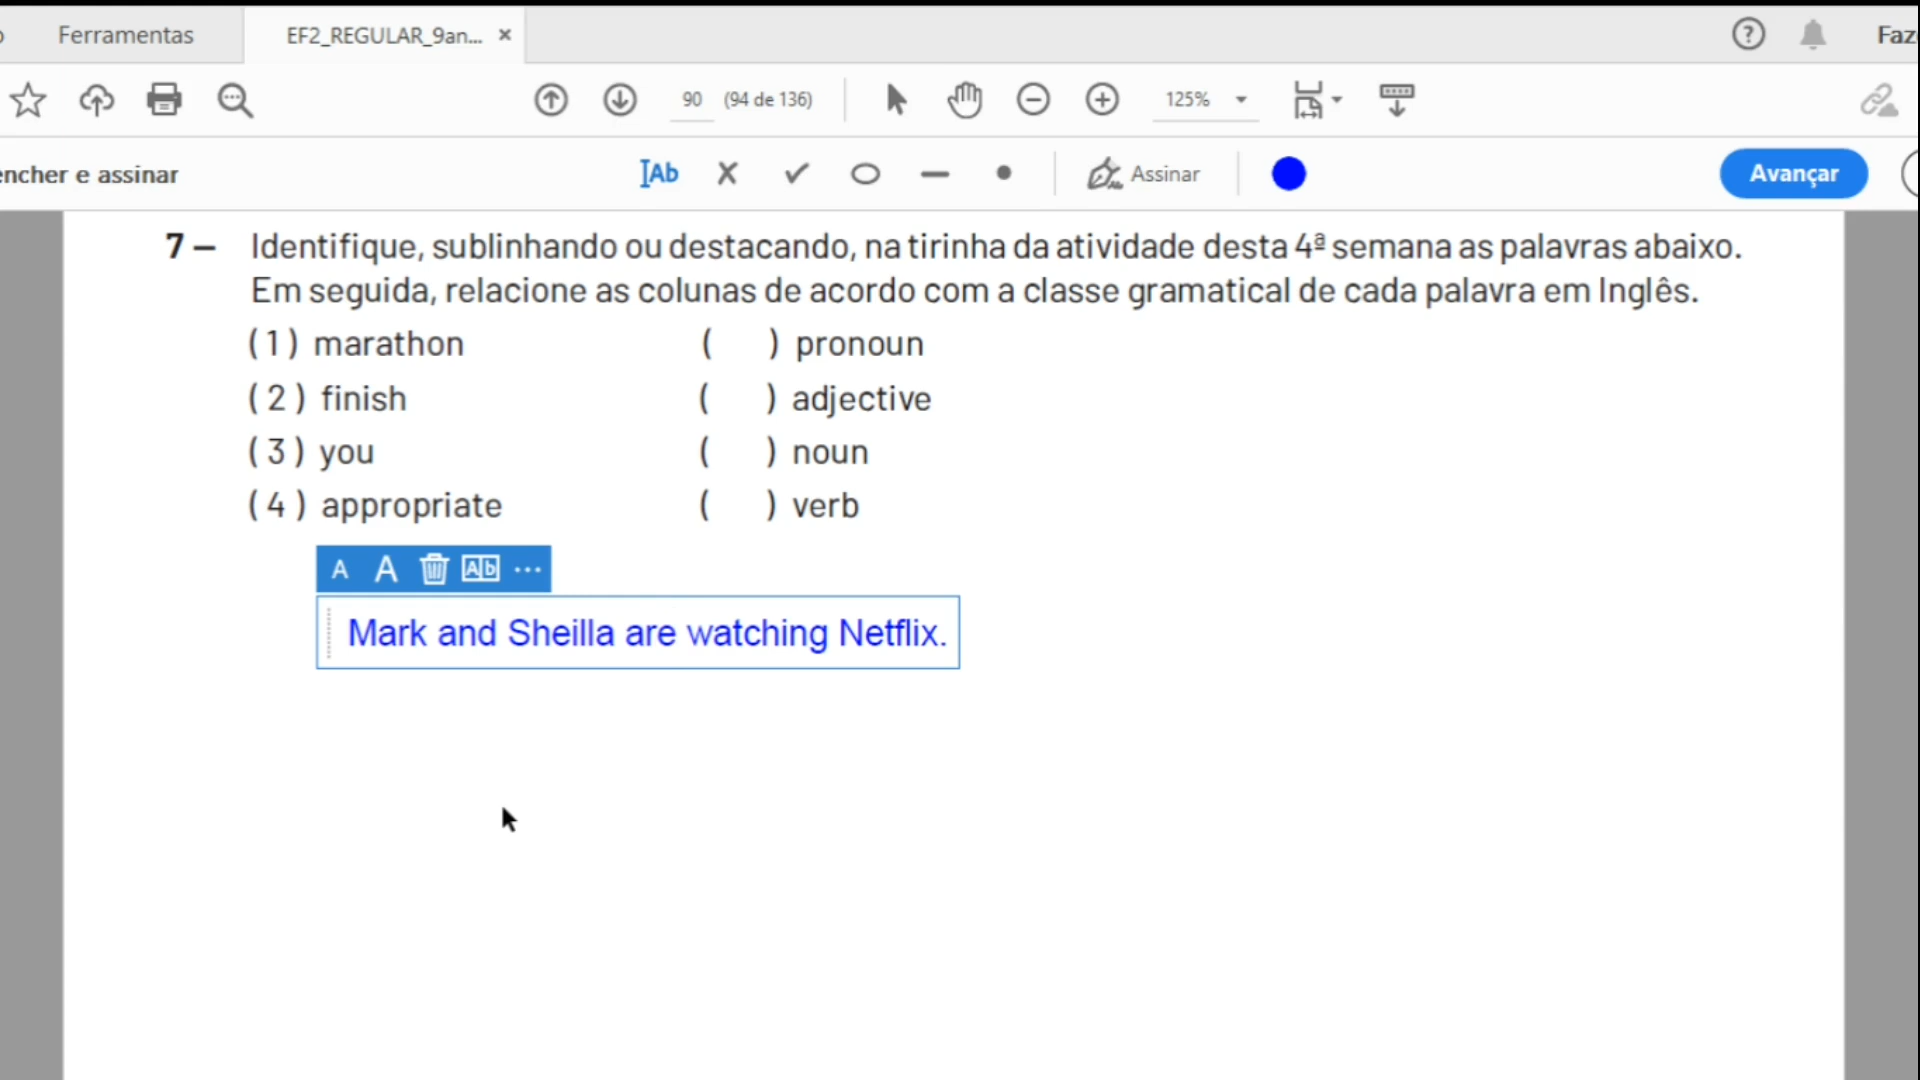 Ferramentas
EF2_REGULAR_9an... ×
Faz
90 (94 de 136)
125%
encher e assinar
Ab
Assinar
Avançar
7 – Identifique, sublinhando ou destacando, na tirinha da atividade desta 4ª semana as palavras abaixo.
Em seguida, relacione as colunas de acordo com a classe gramatical de cada palavra em Inglês.
( 1 ) marathon ( ) pronoun
( 2 ) finish ( ) adjective
( 3 ) you ( ) noun
( 4 ) appropriate ( ) verb
A A Ab ...
Mark and Sheilla are watching Netflix.